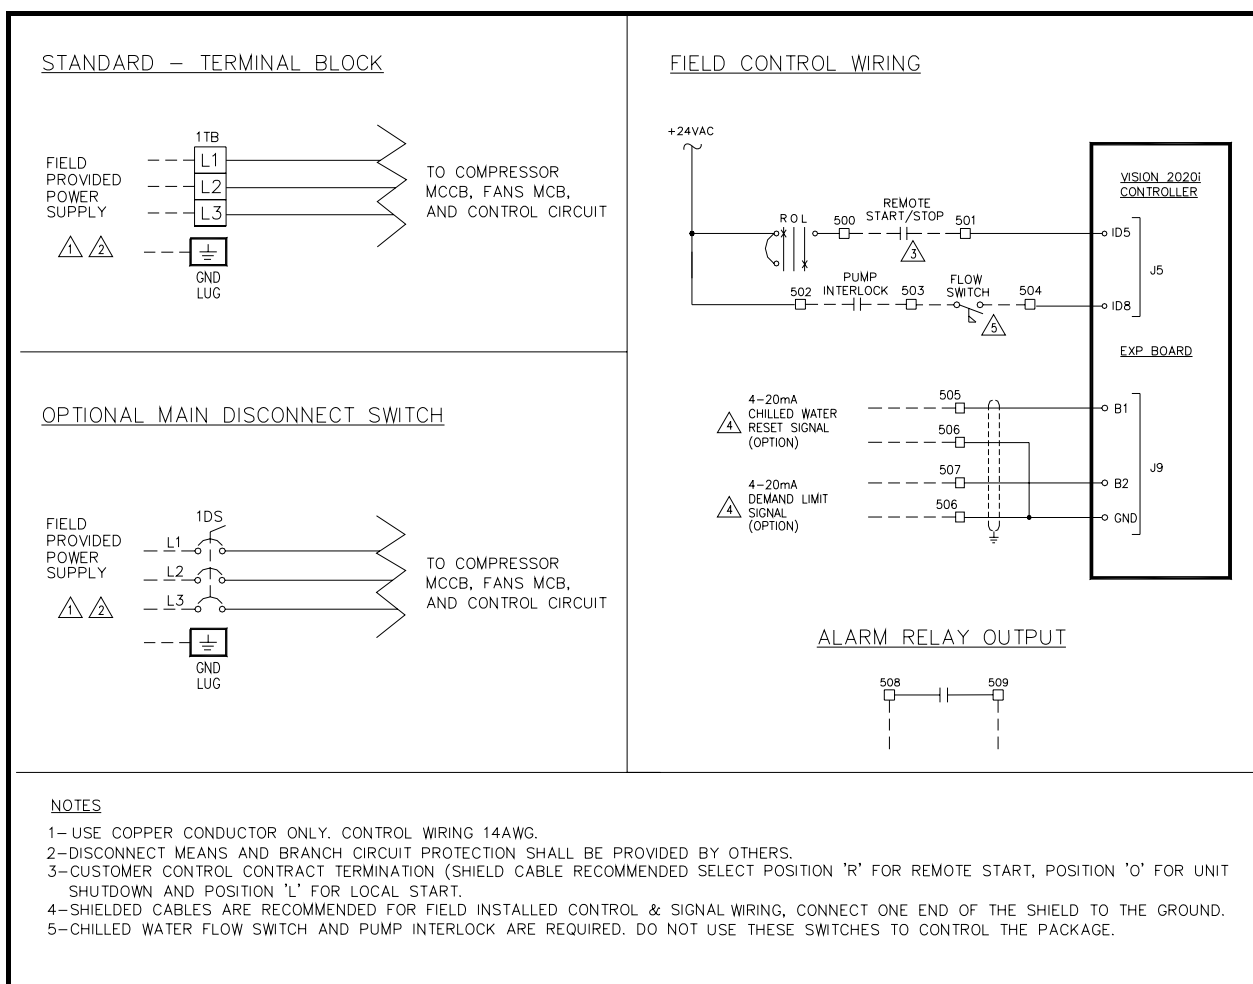 STANDARD – TERMINAL BLOCK
1TB
FIELD
PROVIDED
POWER
SUPPLY
1 2
L1
L2
L3
GND
LUG
TO COMPRESSOR
MCCB, FANS MCB,
AND CONTROL CIRCUIT
OPTIONAL MAIN DISCONNECT SWITCH
1DS
FIELD
PROVIDED
POWER
SUPPLY
1 2
L1
L2
L3
GND
LUG
TO COMPRESSOR
MCCB, FANS MCB,
AND CONTROL CIRCUIT
FIELD CONTROL WIRING
+24VAC
VISION 2020i
CONTROLLER
R O L
500
REMOTE
START/STOP
501
3
ID5
J5
502
PUMP
INTERLOCK
503
FLOW
SWITCH
504
5
ID8
EXP BOARD
4–20mA
CHILLED WATER
RESET SIGNAL
(OPTION)
4
505
506
B1
J9
4–20mA
DEMAND LIMIT
SIGNAL
(OPTION)
4
507
506
B2
GND
ALARM RELAY OUTPUT
508
509
NOTES
1– USE COPPER CONDUCTOR ONLY. CONTROL WIRING 14AWG.
2–DISCONNECT MEANS AND BRANCH CIRCUIT PROTECTION SHALL BE PROVIDED BY OTHERS.
3–CUSTOMER CONTROL CONTRACT TERMINATION (SHIELD CABLE RECOMMENDED SELECT POSITION 'R' FOR REMOTE START, POSITION 'O' FOR UNIT
SHUTDOWN AND POSITION 'L' FOR LOCAL START.
4–SHIELDED CABLES ARE RECOMMENDED FOR FIELD INSTALLED CONTROL & SIGNAL WIRING, CONNECT ONE END OF THE SHIELD TO THE GROUND.
5–CHILLED WATER FLOW SWITCH AND PUMP INTERLOCK ARE REQUIRED. DO NOT USE THESE SWITCHES TO CONTROL THE PACKAGE.